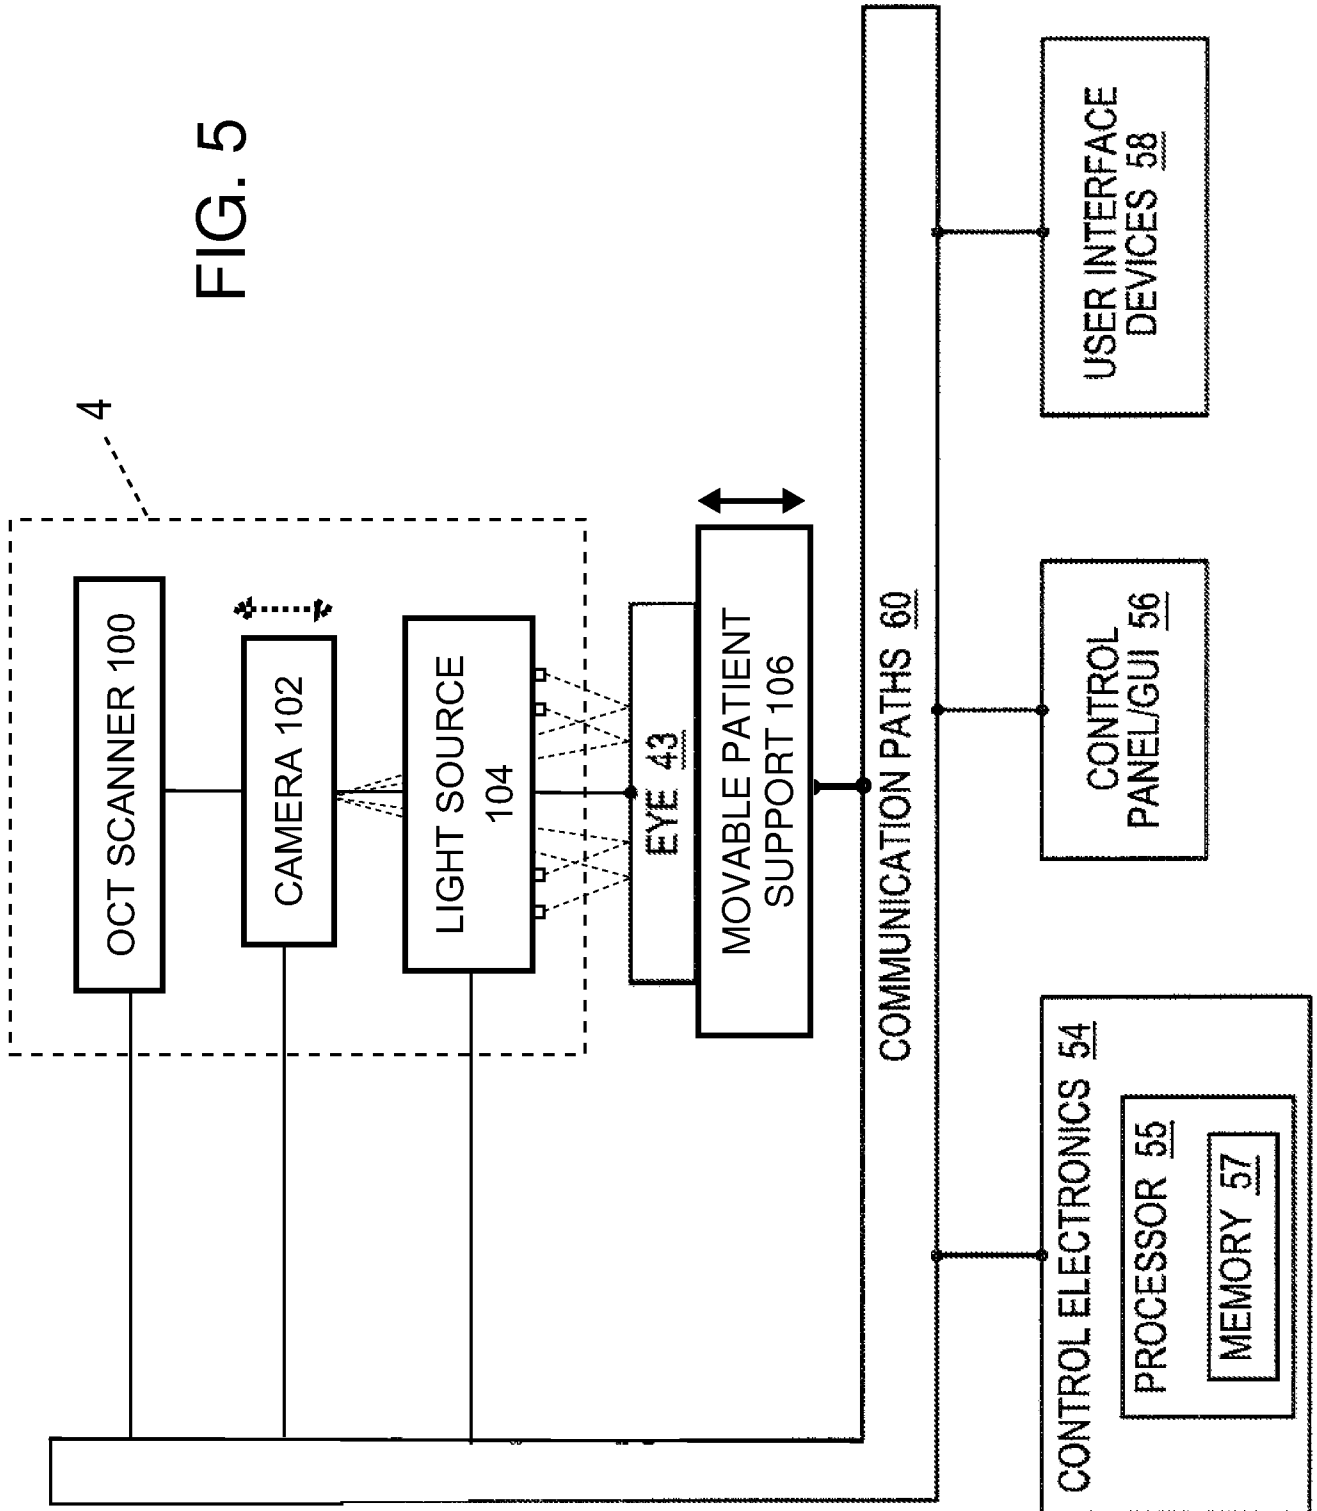 FIG. 5
4
OCT SCANNER 100
CAMERA 102
LIGHT SOURCE
104
EYE 43
MOVABLE PATIENT
SUPPORT 106
COMMUNICATION PATHS 60
CONTROL ELECTRONICS 54
PROCESSOR 55
MEMORY 57
CONTROL
PANEL/GUI 56
USER INTERFACE
DEVICES 58